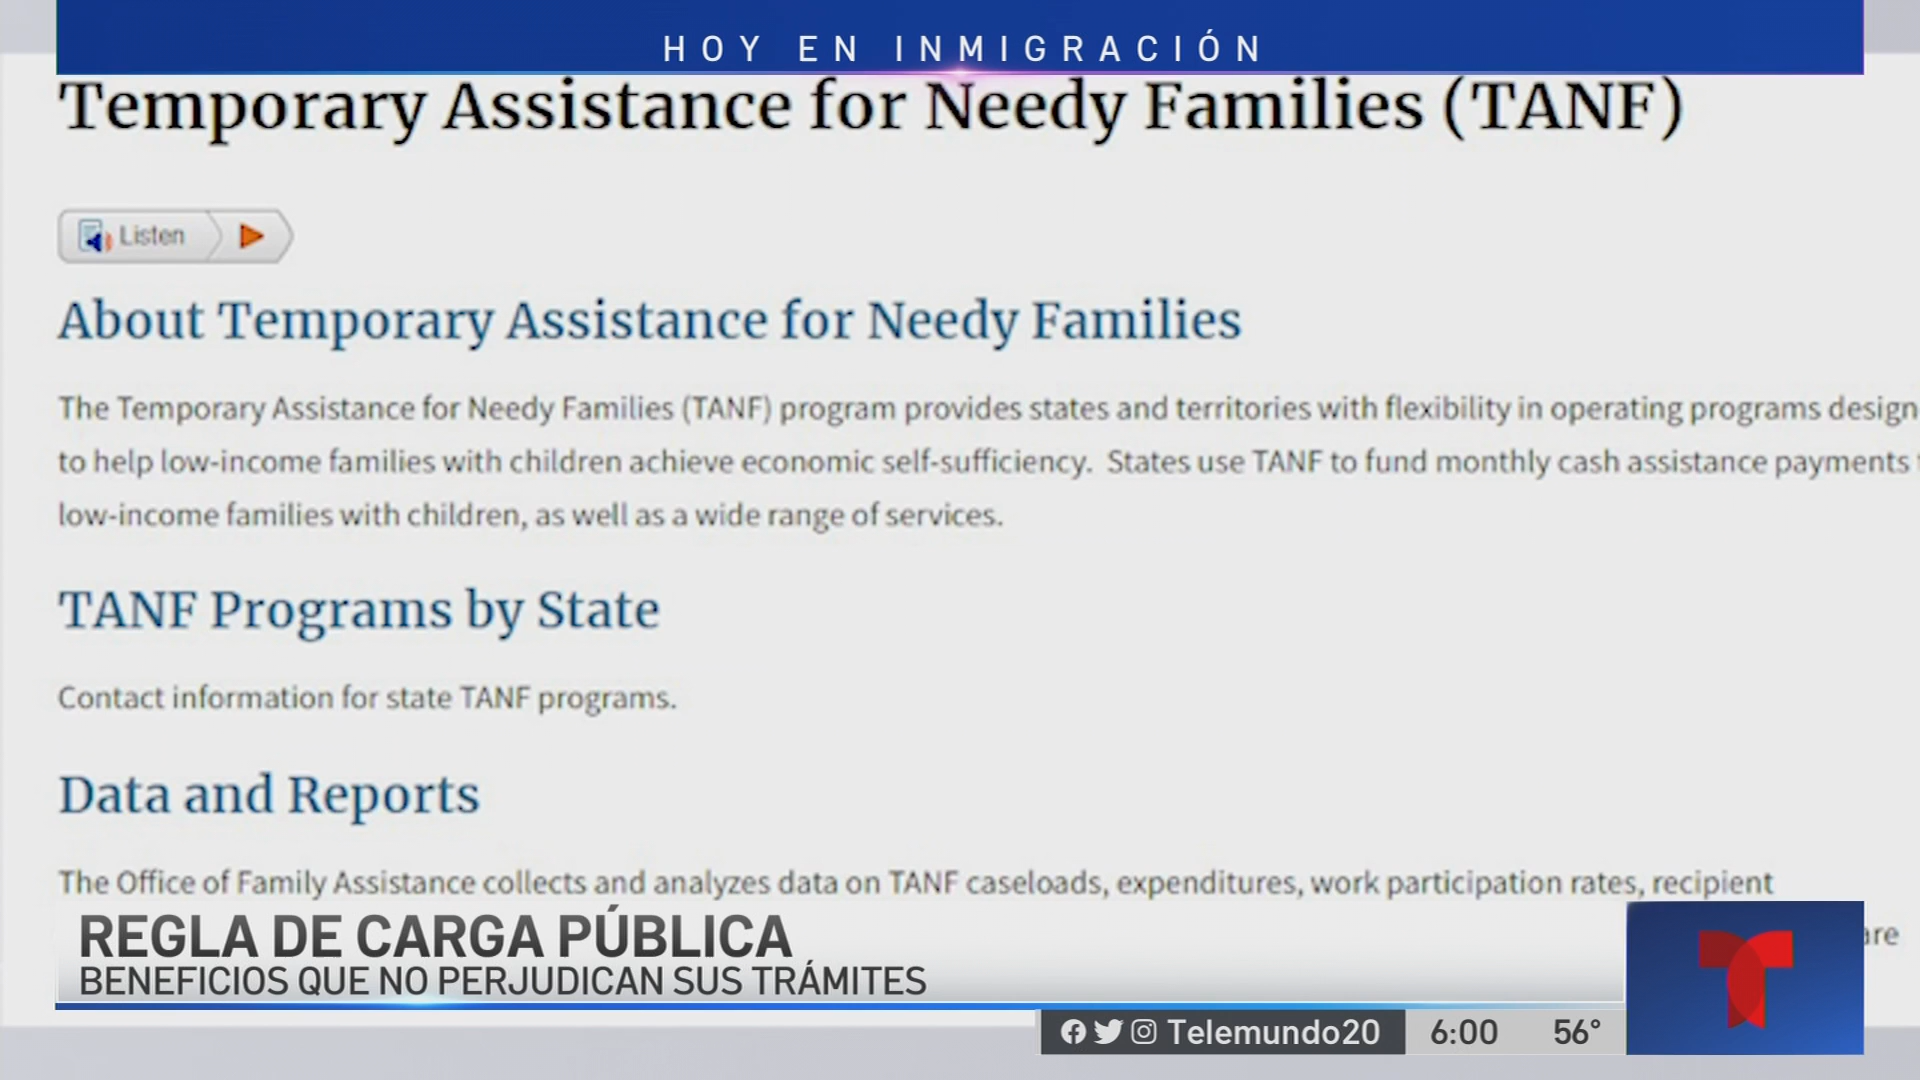 HOY EN INMIGRACIÓN
Temporary Assistance for Needy Families (TANF)
Listen
About Temporary Assistance for Needy Families
The Temporary Assistance for Needy Families (TANF) program provides states and territories with flexibility in operating programs design
to help low-income families with children achieve economic self-sufficiency. States use TANF to fund monthly cash assistance payments
low-income families with children, as well as a wide range of services.
TANF Programs by State
Contact information for state TANF programs.
Data and Reports
The Office of Family Assistance collects and analyzes data on TANF caseloads, expenditures, work participation rates, recipient
REGLA DE CARGA PÚBLICA
BENEFICIOS QUE NO PERJUDICAN SUS TRÁMITES
Telemundo20 6:00 56°